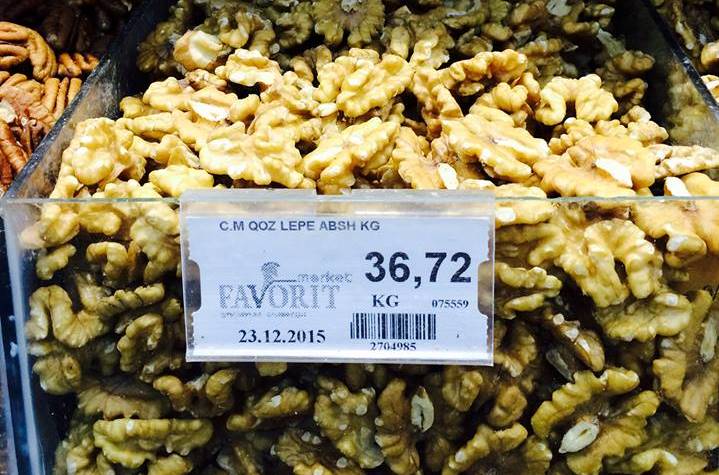 C.M QOZ LEPE ABSH KG
market
FAVORIT
36,72
KG
075559
23.12.2015
2704985